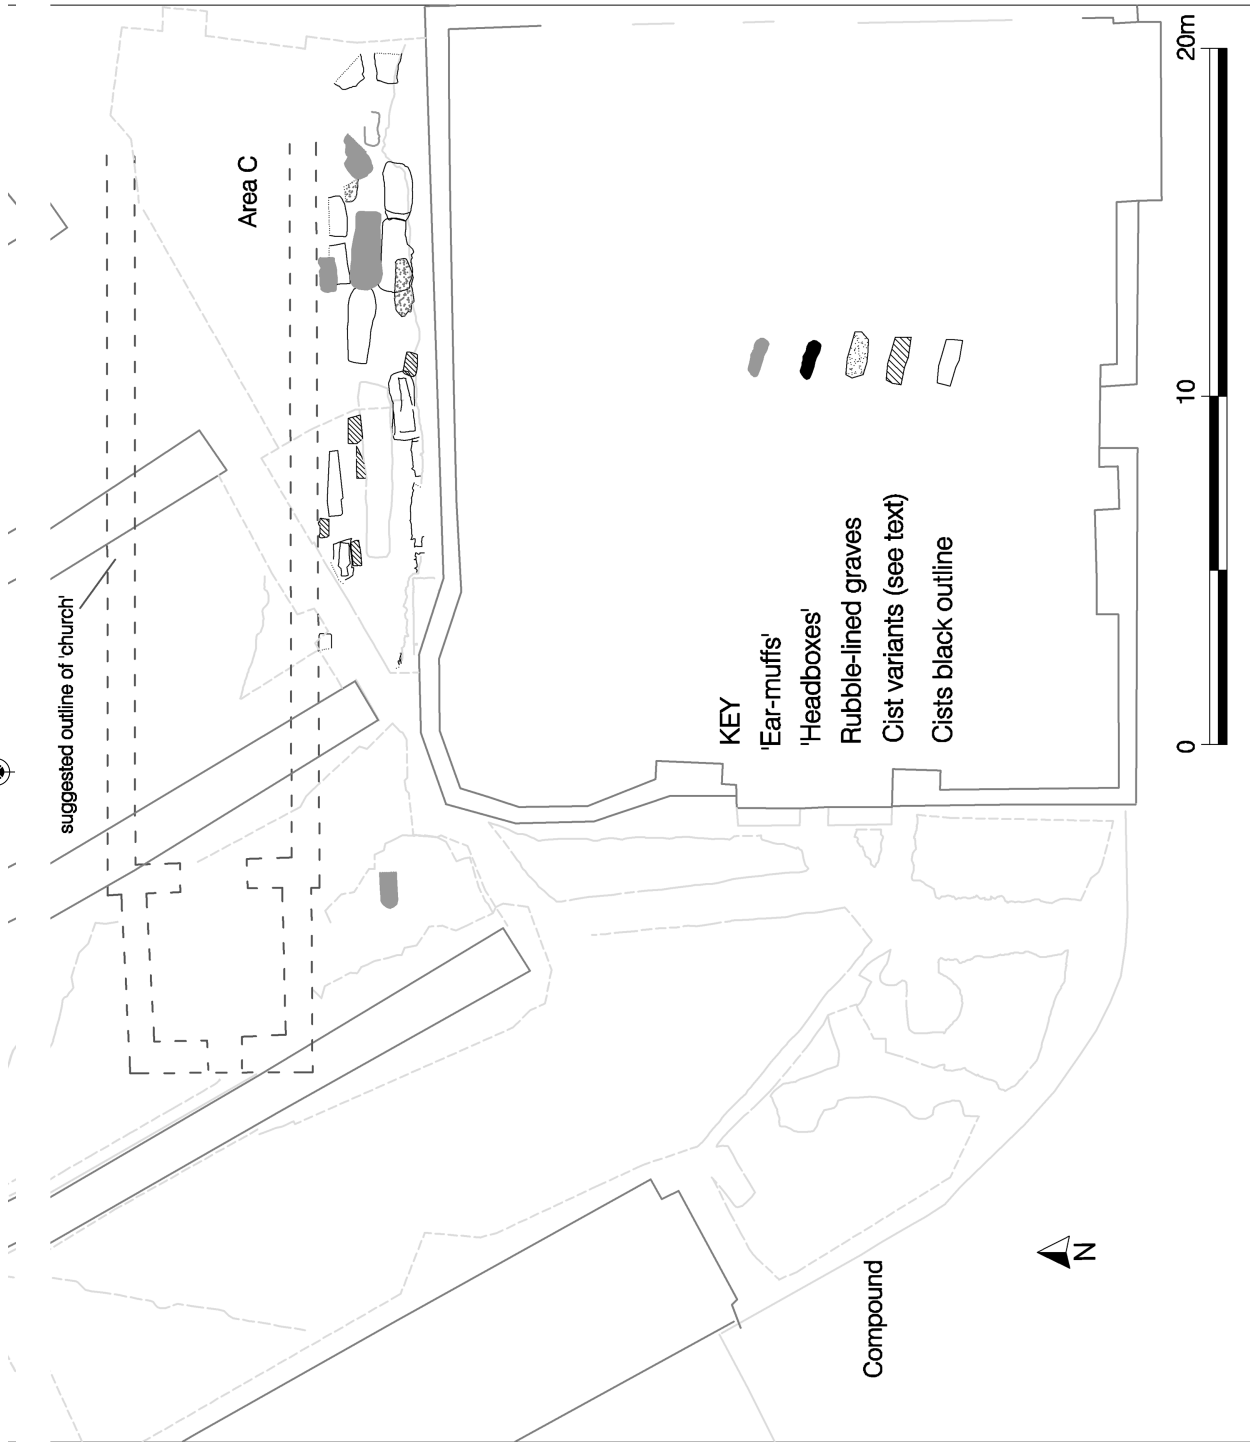 suggested outline of 'church'
Area C
KEY
'Ear-muffs'
'Headboxes'
Rubble-lined graves
Cist variants (see text)
Cists black outline
Compound
N
0
10
20m